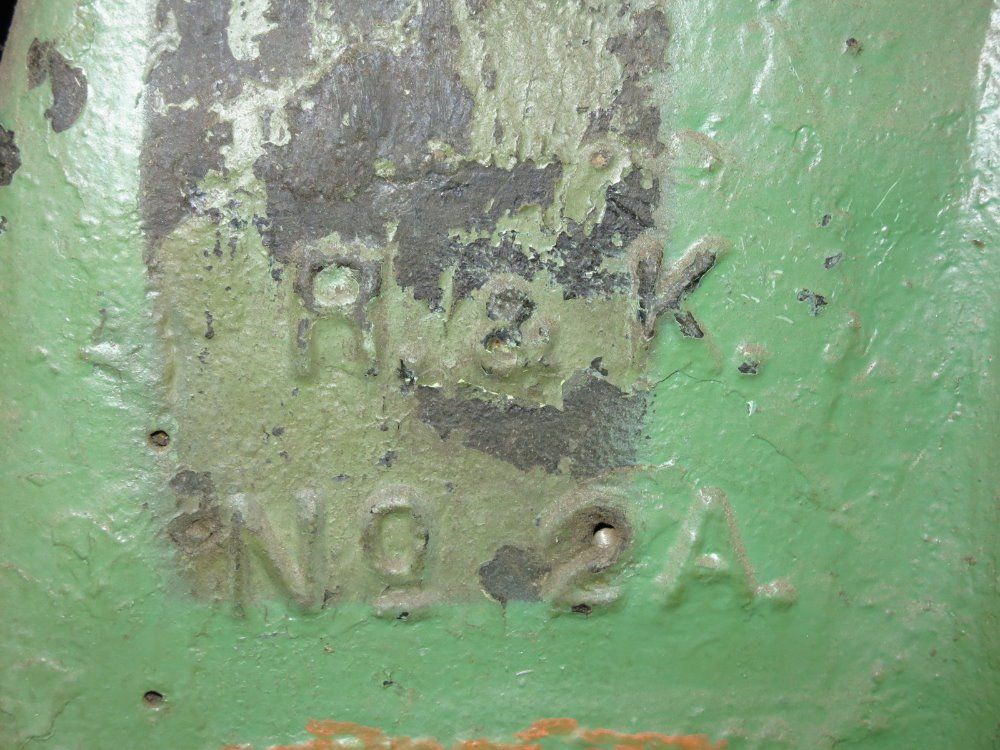 R. & K.
Nº 2A.